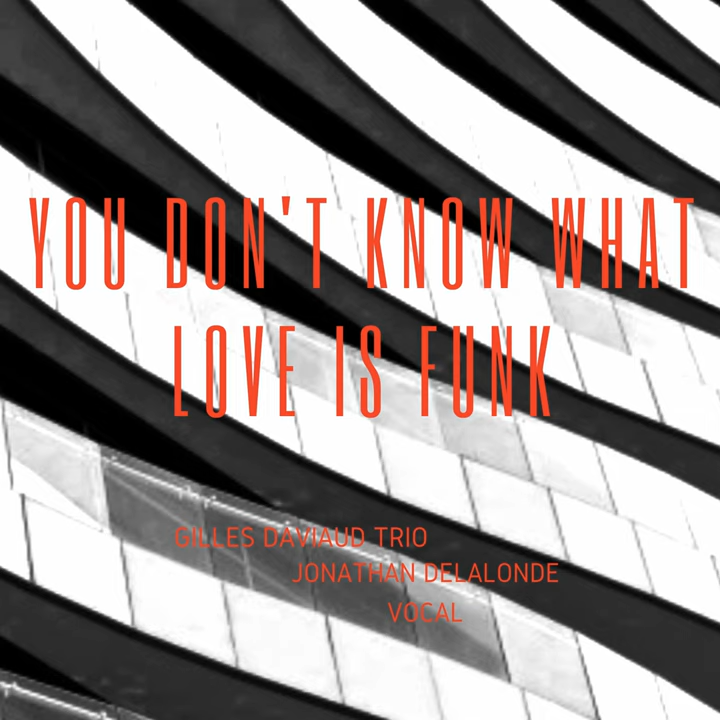 YOU DON'T KNOW WHAT
LOVE IS FUNK
GILLES DAVIAUD TRIO
JONATHAN DELALONDE
VOCAL